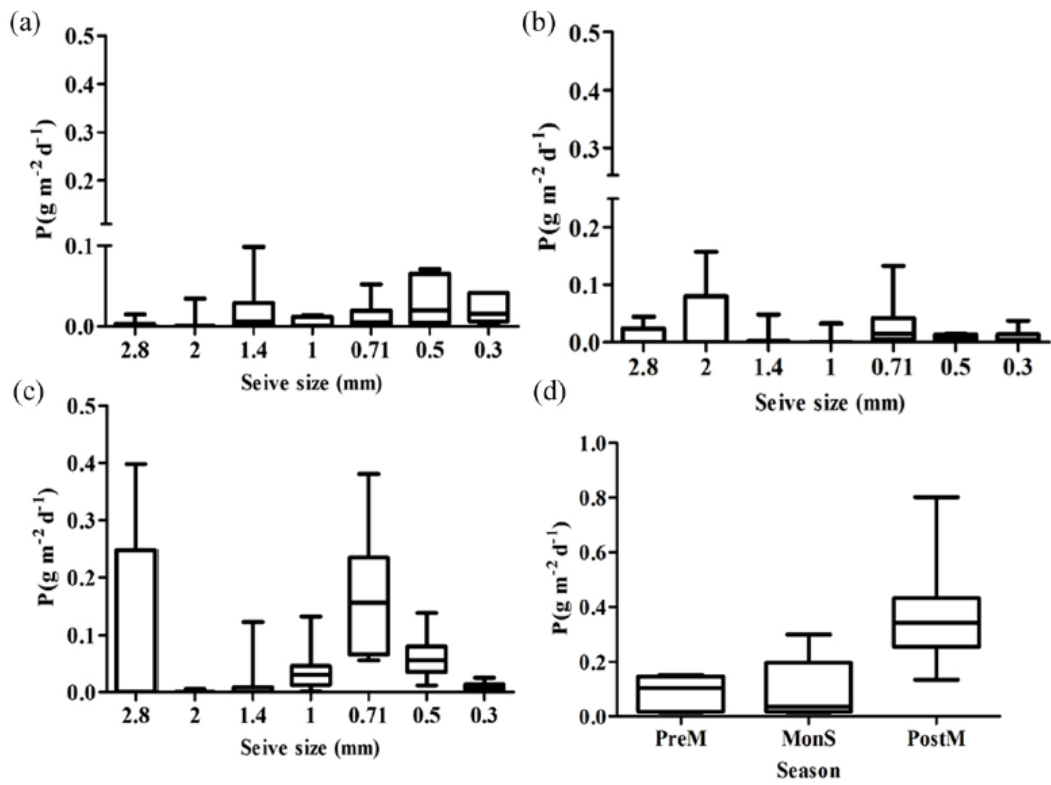 (a)
0.5
0.4
0.3
0.2
0.1
0.0
P(g m⁻² d⁻¹)
2.8 2 1.4 1 0.71 0.5 0.3
Seive size (mm)
(b)
0.5
0.4
0.3
0.2
0.1
0.0
P(g m⁻² d⁻¹)
2.8 2 1.4 1 0.71 0.5 0.3
Seive size (mm)
(c)
0.5
0.4
0.3
0.2
0.1
0.0
P(g m⁻² d⁻¹)
2.8 2 1.4 1 0.71 0.5 0.3
Seive size (mm)
(d)
1.0
0.8
0.6
0.4
0.2
0.0
P(g m⁻² d⁻¹)
PreM MonS PostM
Season